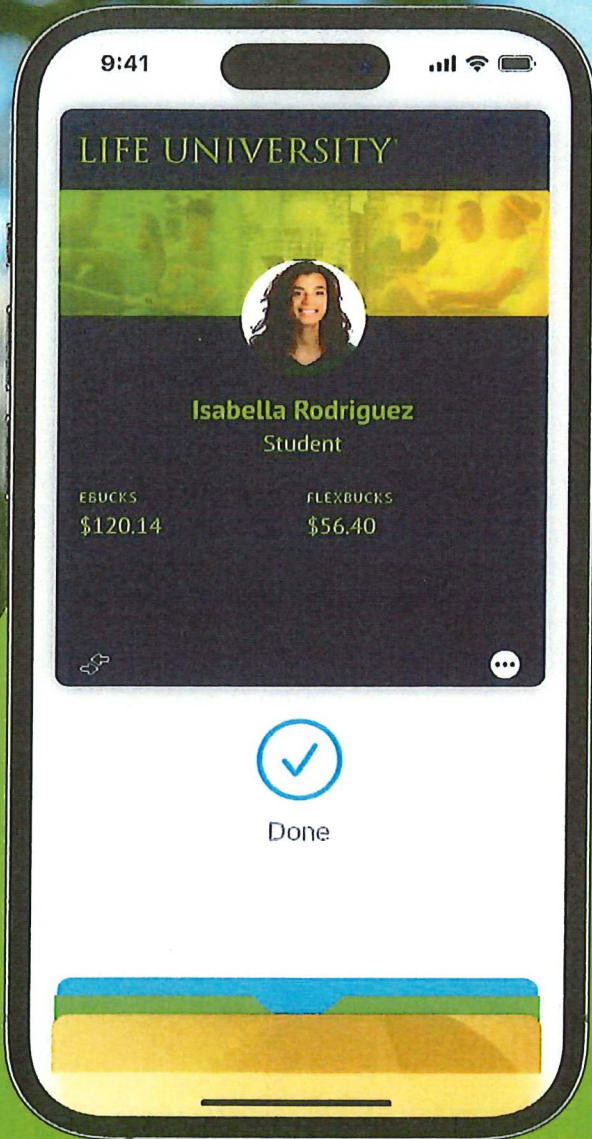 9:41
LIFE UNIVERSITY
Isabella Rodriguez
Student
EBUCKS FLEXBUCKS
$120.14 $56.40
Done